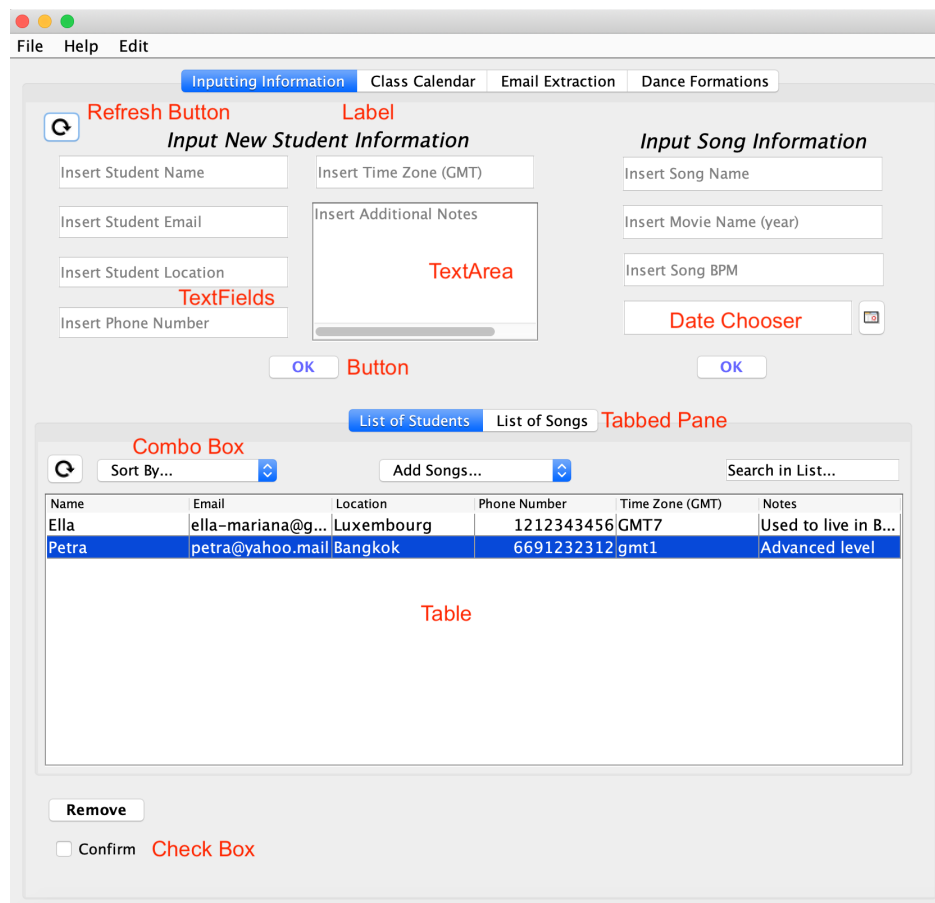 File Help Edit
Inputting Information Class Calendar Email Extraction Dance Formations
Refresh Button Label
Input New Student Information Input Song Information
Insert Student Name Insert Time Zone (GMT) Insert Song Name
Insert Student Email Insert Additional Notes Insert Movie Name (year)
Insert Student Location TextArea Insert Song BPM
TextFields
Insert Phone Number Date Chooser
OK Button OK
List of Students List of Songs Tabbed Pane
Combo Box
Sort By... Add Songs... Search in List...
Name Email Location Phone Number Time Zone (GMT) Notes
Ella ella-mariana@g... Luxembourg 1212343456 GMT7 Used to live in B...
Petra petra@yahoo.mail Bangkok 6691232312 gmt1 Advanced level
Table
Remove
Confirm Check Box